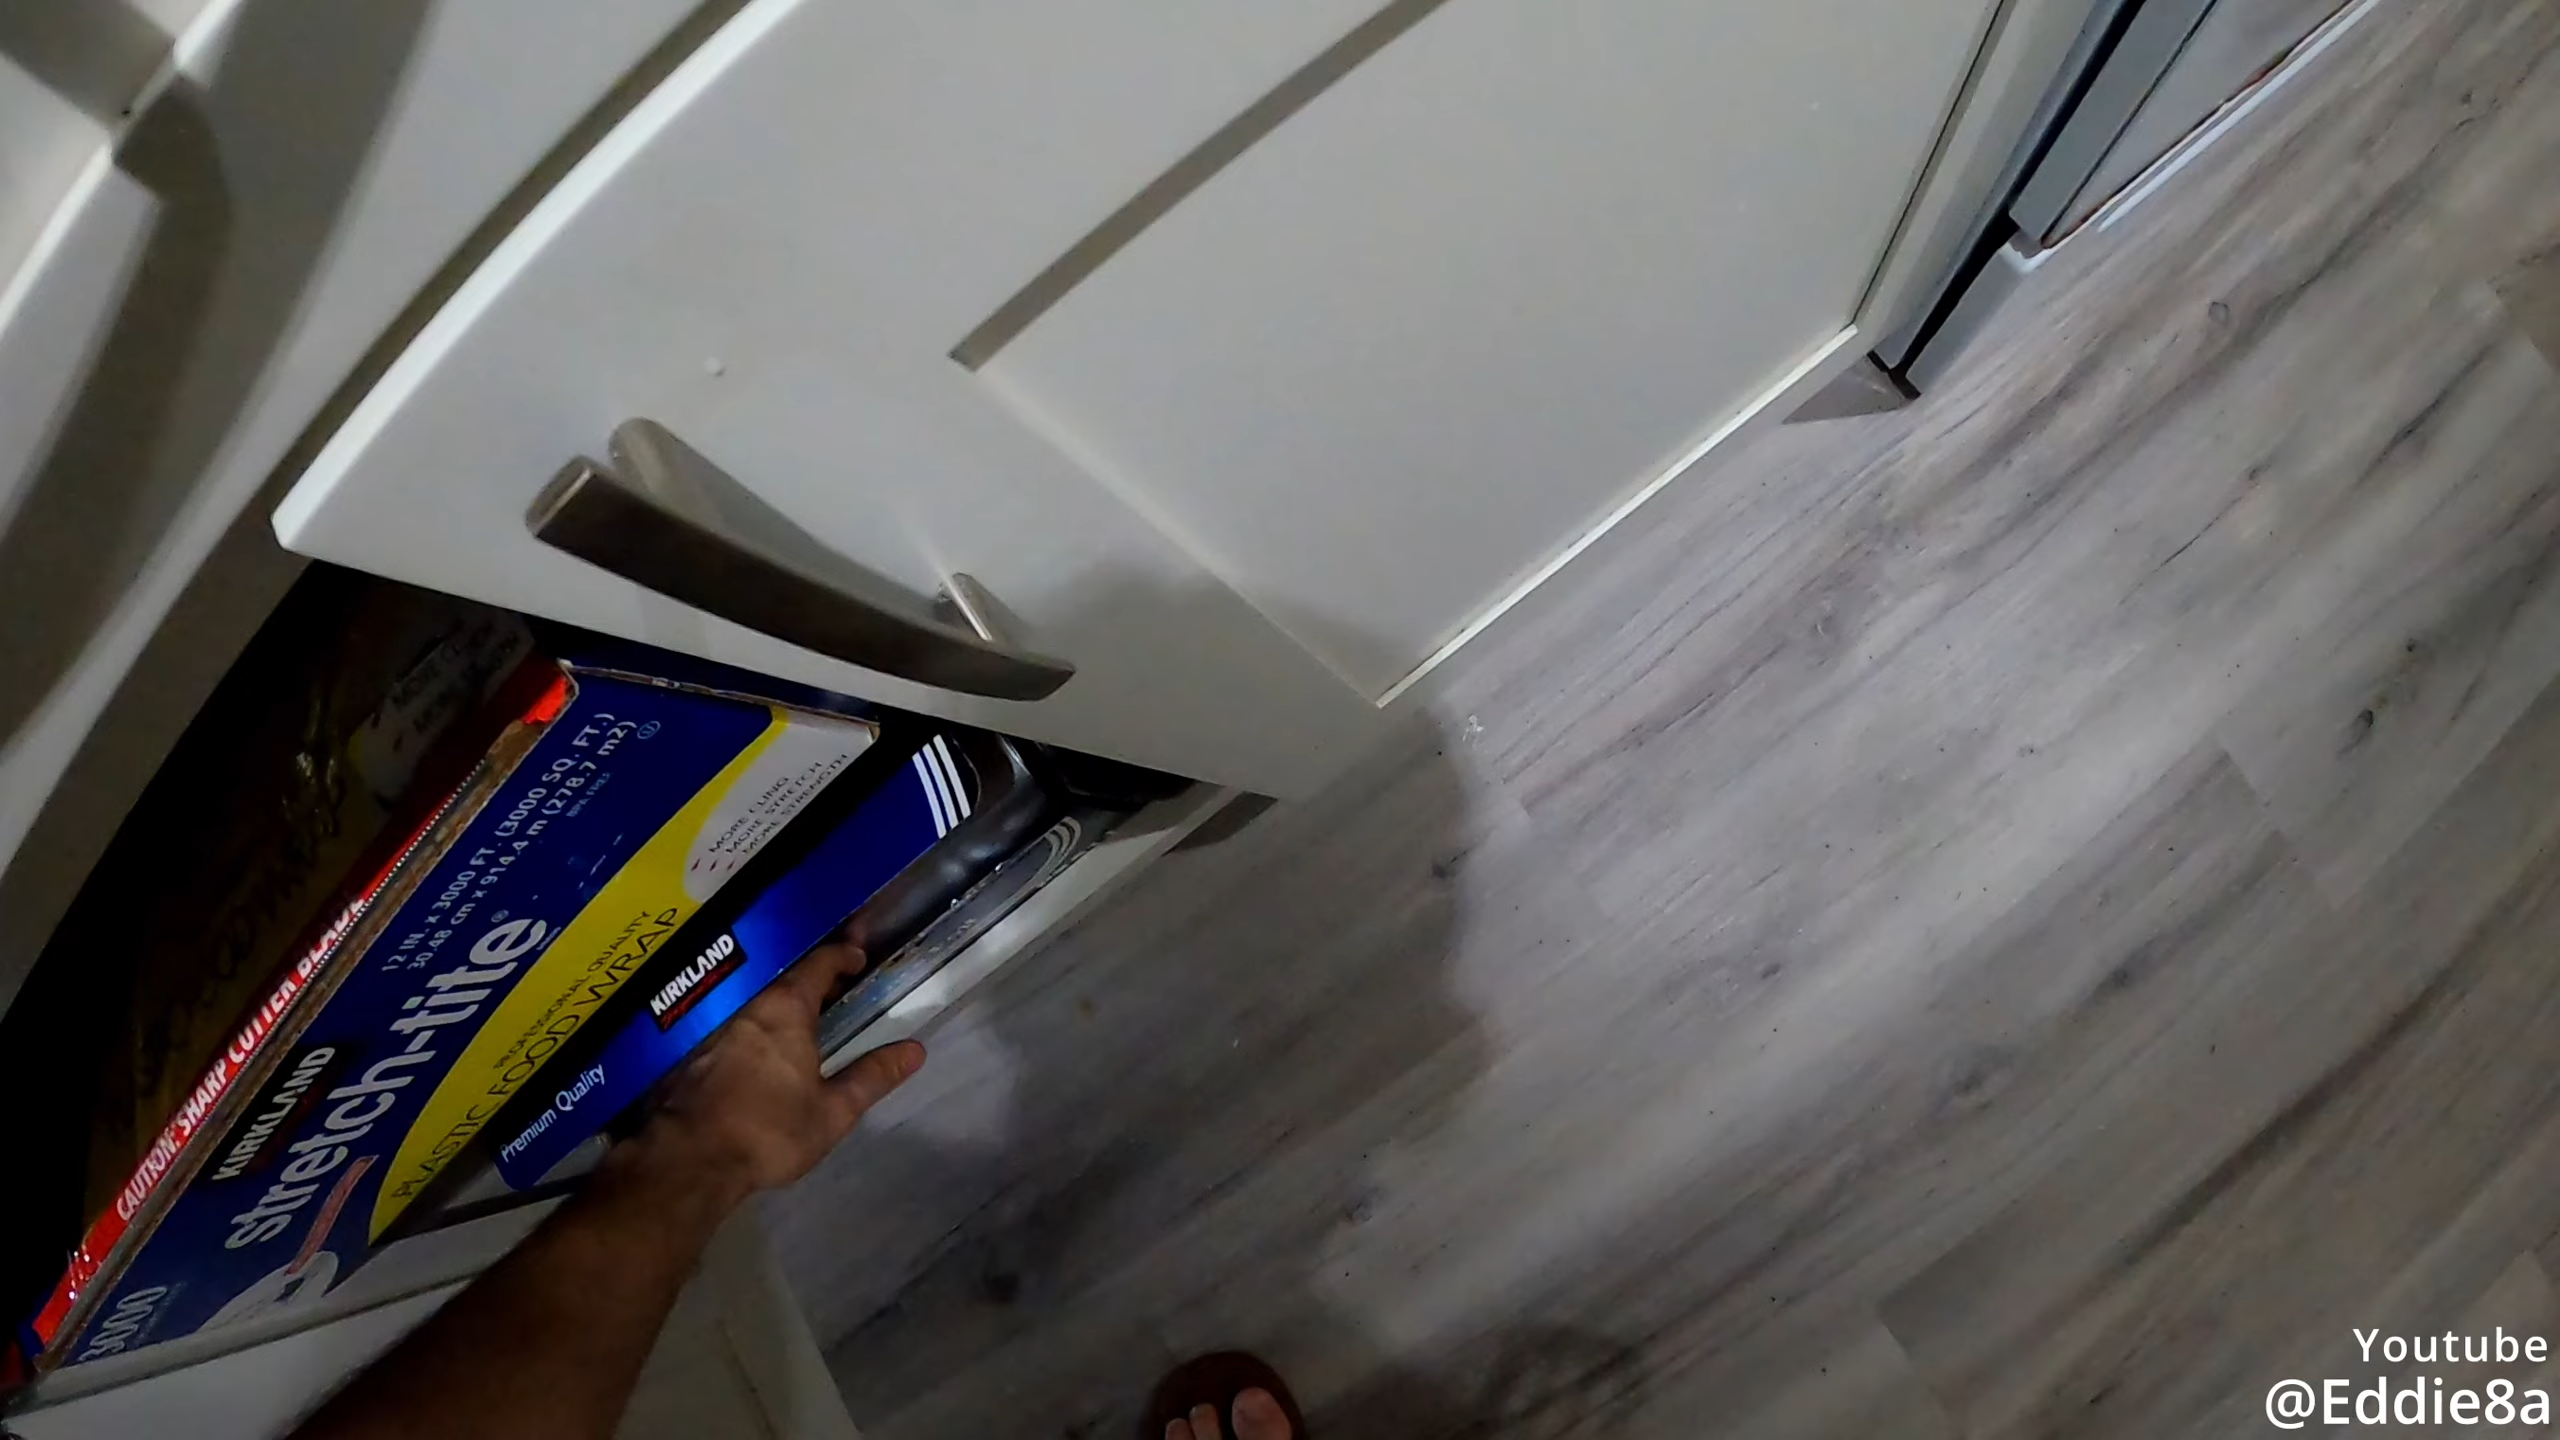 CAUTION: SHARP CUTTER BLADE
12 IN. x 3000 FT. (3000 SQ. FT.)
30.48 cm x 914.4 m (278.7 m2)
BPA FREE
KIRKLAND
stretch-tite®
PROFESSIONAL QUALITY
PLASTIC FOOD WRAP
MORE CLING
MORE STRETCH
MORE STRENGTH
3000
KIRKLAND
Premium Quality
Youtube
@Eddie8a